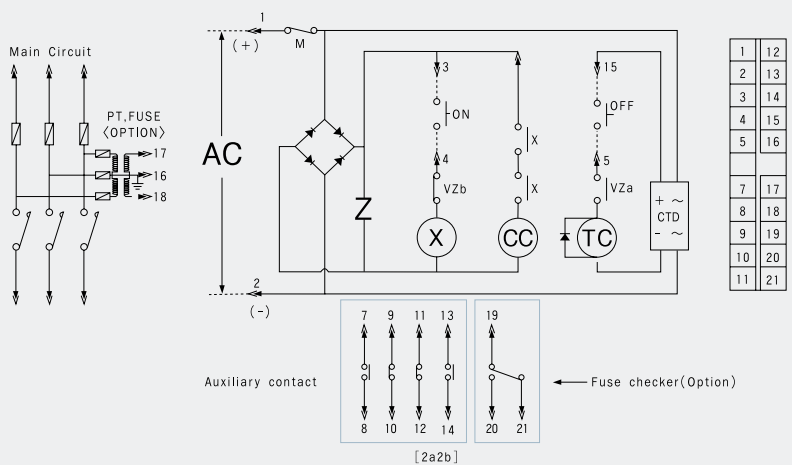 Main Circuit
PT,FUSE
〈OPTION〉
17
16
18
1
(+)
M
AC
2
(-)
Z
3
ON
4
VZb
X
X
X
CC
15
OFF
5
VZa
TC
+ ~
CTD
- ~
1 12
2 13
3 14
4 15
5 16
7 17
8 18
9 19
10 20
11 21
7 9 11 13
8 10 12 14
Auxiliary contact
[2a2b]
19
20 21
Fuse checker(Option)